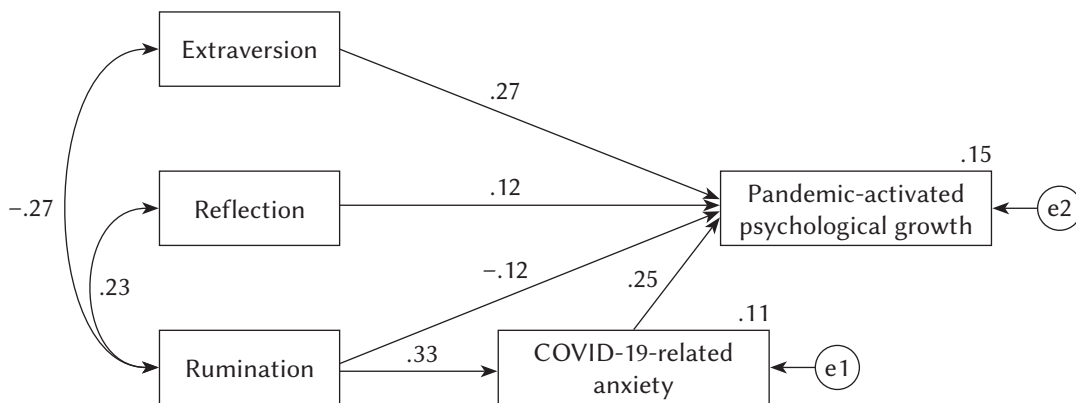 Extraversion
.27
.15
−.27
Reflection
.12
Pandemic-activated
psychological growth
e2
.23
−.12
.25
.11
Rumination
.33
COVID-19-related
anxiety
e1